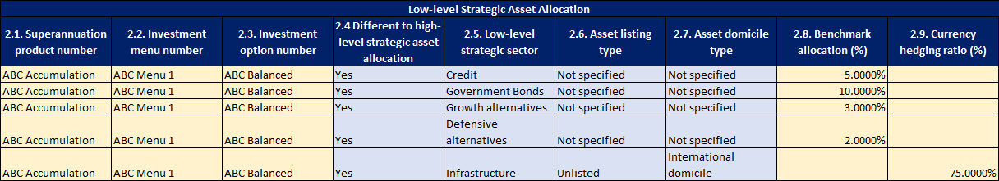 Low-level Strategic Asset Allocation
2.1. Superannuation product number | 2.2. Investment menu number | 2.3. Investment option number | 2.4 Different to high-level strategic asset allocation | 2.5. Low-level strategic sector | 2.6. Asset listing type | 2.7. Asset domicile type | 2.8. Benchmark allocation (%) | 2.9. Currency hedging ratio (%)
ABC Accumulation | ABC Menu 1 | ABC Balanced | Yes | Credit | Not specified | Not specified | 5.0000% |
ABC Accumulation | ABC Menu 1 | ABC Balanced | Yes | Government Bonds | Not specified | Not specified | 10.0000% |
ABC Accumulation | ABC Menu 1 | ABC Balanced | Yes | Growth alternatives | Not specified | Not specified | 3.0000% |
ABC Accumulation | ABC Menu 1 | ABC Balanced | Yes | Defensive alternatives | Not specified | Not specified | 2.0000% |
ABC Accumulation | ABC Menu 1 | ABC Balanced | Yes | Infrastructure | Unlisted | International domicile | | 75.0000%